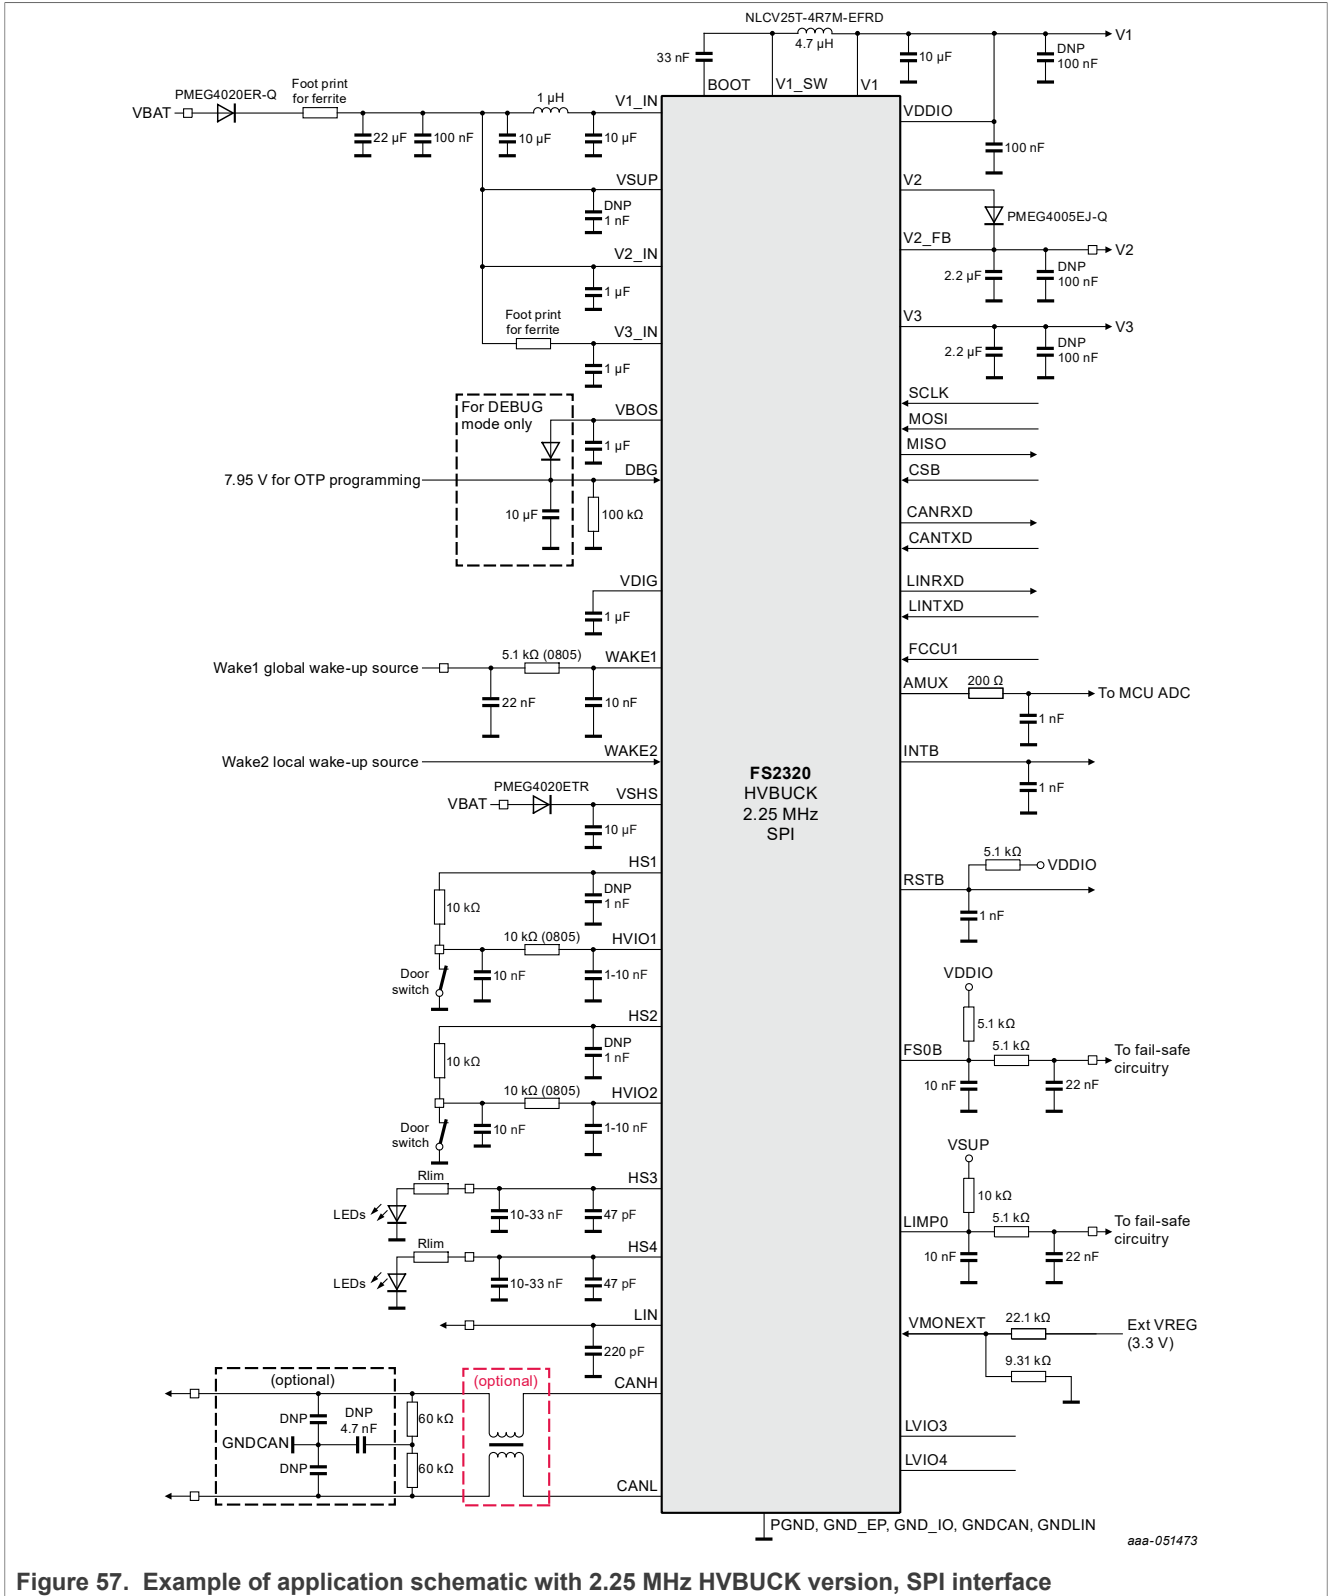 NLCV25T-4R7M-EFRD
4.7 µH
V1
33 nF
10 µF
DNP
100 nF
BOOT
V1_SW
V1
PMEG4020ER-Q
Foot print
for ferrite
VBAT
1 µH
V1_IN
VDDIO
22 µF
100 nF
10 µF
10 µF
100 nF
VSUP
DNP
1 nF
V2
PMEG4005EJ-Q
V2_IN
1 µF
V2_FB
V2
2.2 µF
DNP
100 nF
Foot print
for ferrite
V3_IN
1 µF
V3
V3
2.2 µF
DNP
100 nF
For DEBUG
mode only
VBOS
1 µF
7.95 V for OTP programming
DBG
10 µF
100 kΩ
SCLK
MOSI
MISO
CSB
CANRXD
CANTXD
VDIG
1 µF
LINRXD
LINTXD
Wake1 global wake-up source
5.1 kΩ (0805)
WAKE1
22 nF
10 nF
FCCU1
AMUX
200 Ω
To MCU ADC
1 nF
Wake2 local wake-up source
WAKE2
INTB
1 nF
FS2320
HVBUCK
2.25 MHz
SPI
PMEG4020ETR
VBAT
VSHS
10 µF
HS1
DNP
1 nF
10 kΩ
5.1 kΩ
VDDIO
RSTB
1 nF
10 kΩ (0805)
HVIO1
10 nF
1-10 nF
Door
switch
VDDIO
5.1 kΩ
FS0B
5.1 kΩ
To fail-safe
circuitry
10 nF
22 nF
HS2
DNP
1 nF
10 kΩ
10 kΩ (0805)
HVIO2
10 nF
1-10 nF
Door
switch
VSUP
10 kΩ
LIMP0
5.1 kΩ
To fail-safe
circuitry
10 nF
22 nF
Rlim
HS3
LEDs
10-33 nF
47 pF
Rlim
HS4
LEDs
10-33 nF
47 pF
LIN
220 pF
VMONEXT
22.1 kΩ
Ext VREG
(3.3 V)
9.31 kΩ
(optional)
(optional)
CANH
DNP
DNP
4.7 nF
60 kΩ
GNDCAN
DNP
60 kΩ
CANL
LVIO3
LVIO4
PGND, GND_EP, GND_IO, GNDCAN, GNDLIN
aaa-051473
Figure 57. Example of application schematic with 2.25 MHz HVBUCK version, SPI interface